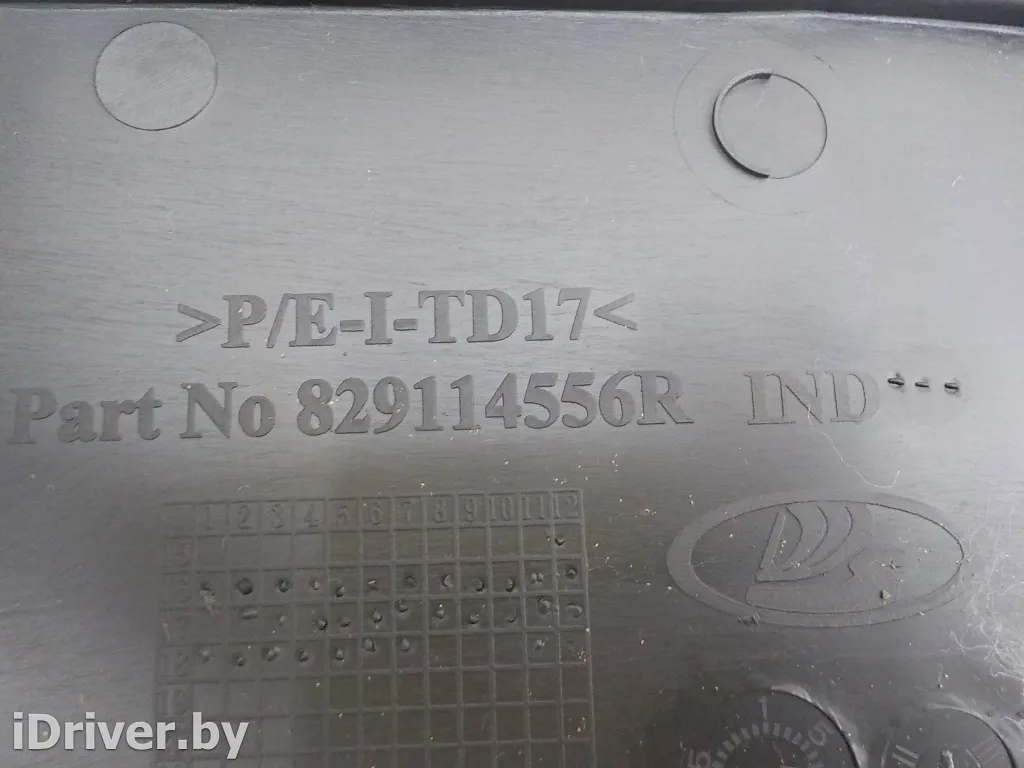 >P/E-I-TD17<
Part No 829114556R IND
1 2 3 4 5 6 7 8 9 10 11 12
iDriver.by